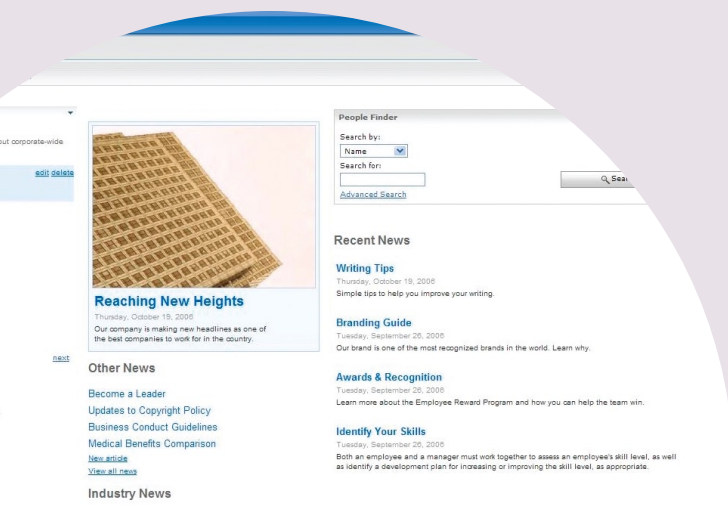 out corporate-wide
edit delete
next
Reaching New Heights
Thursday, October 19, 2006
Our company is making new headlines as one of
the best companies to work for in the country.
Other News
Become a Leader
Updates to Copyright Policy
Business Conduct Guidelines
Medical Benefits Comparison
New article
View all news
Industry News
People Finder
Search by:
Name
Search for:
Sear
Advanced Search
Recent News
Writing Tips
Thursday, October 19, 2006
Simple tips to help you improve your writing.
Branding Guide
Tuesday, September 26, 2006
Our brand is one of the most recognized brands in the world. Learn why.
Awards & Recognition
Tuesday, September 26, 2006
Learn more about the Employee Reward Program and how you can help the team win.
Identify Your Skills
Tuesday, September 26, 2006
Both an employee and a manager must work together to assess an employee's skill level, as well
as identify a development plan for increasing or improving the skill level, as appropriate.